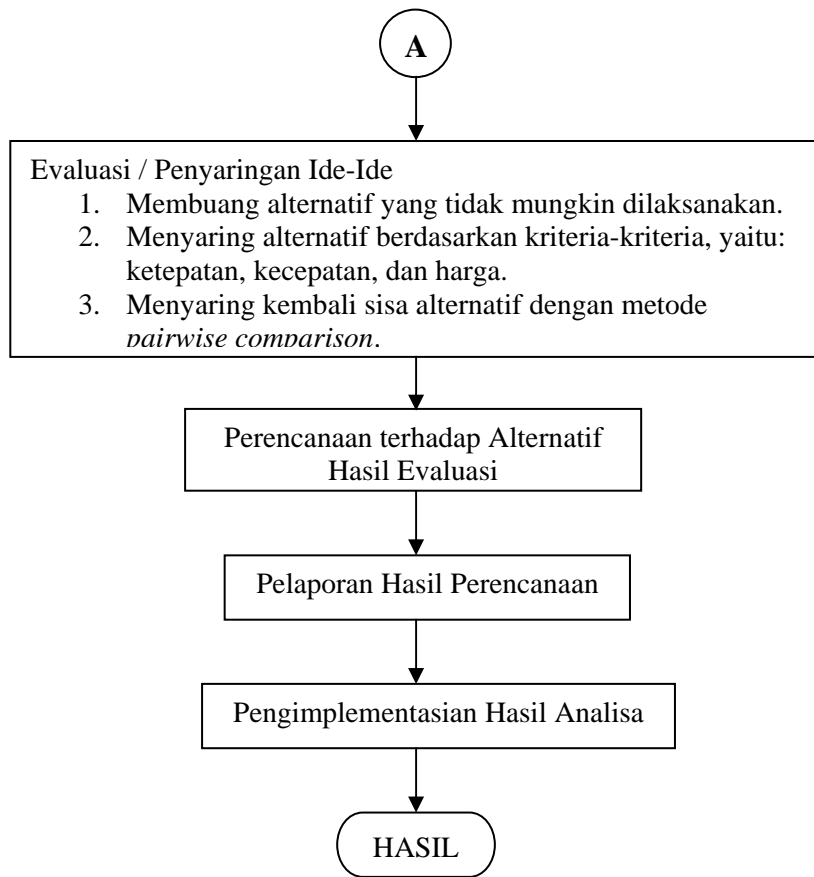 A
Evaluasi / Penyaringan Ide-Ide
1. Membuang alternatif yang tidak mungkin dilaksanakan.
2. Menyaring alternatif berdasarkan kriteria-kriteria, yaitu:
ketepatan, kecepatan, dan harga.
3. Menyaring kembali sisa alternatif dengan metode
pairwise comparison.
Perencanaan terhadap Alternatif
Hasil Evaluasi
Pelaporan Hasil Perencanaan
Pengimplementasian Hasil Analisa
HASIL